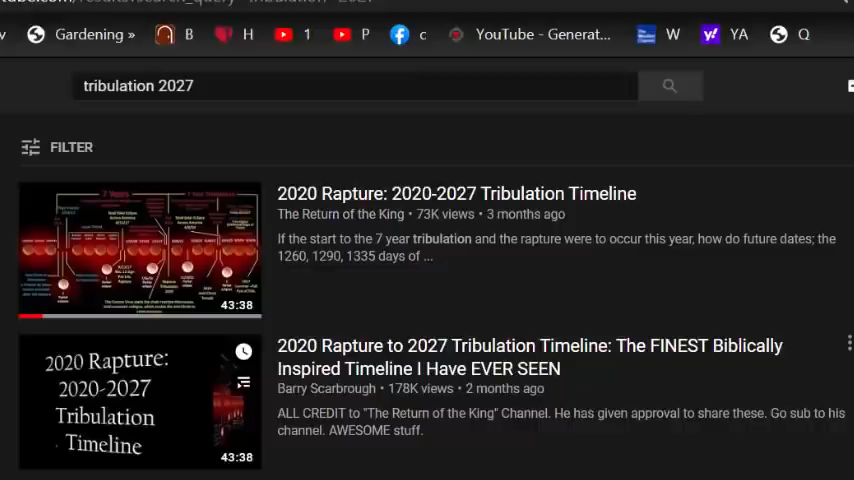 Gardening »
B
H
1
P
c
YouTube - Generat...
W
YA
Q
tribulation 2027
FILTER
7 Years
43:38
2020 Rapture: 2020-2027 Tribulation Timeline
The Return of the King • 73K views • 3 months ago
If the start to the 7 year tribulation and the rapture were to occur this year, how do future dates; the
1260, 1290, 1335 days of ...
2020 Rapture:
2020-2027
Tribulation
Timeline
43:38
2020 Rapture to 2027 Tribulation Timeline: The FINEST Biblically
Inspired Timeline I Have EVER SEEN
Barry Scarbrough • 178K views • 2 months ago
ALL CREDIT to "The Return of the King" Channel. He has given approval to share these. Go sub to his
channel. AWESOME stuff.